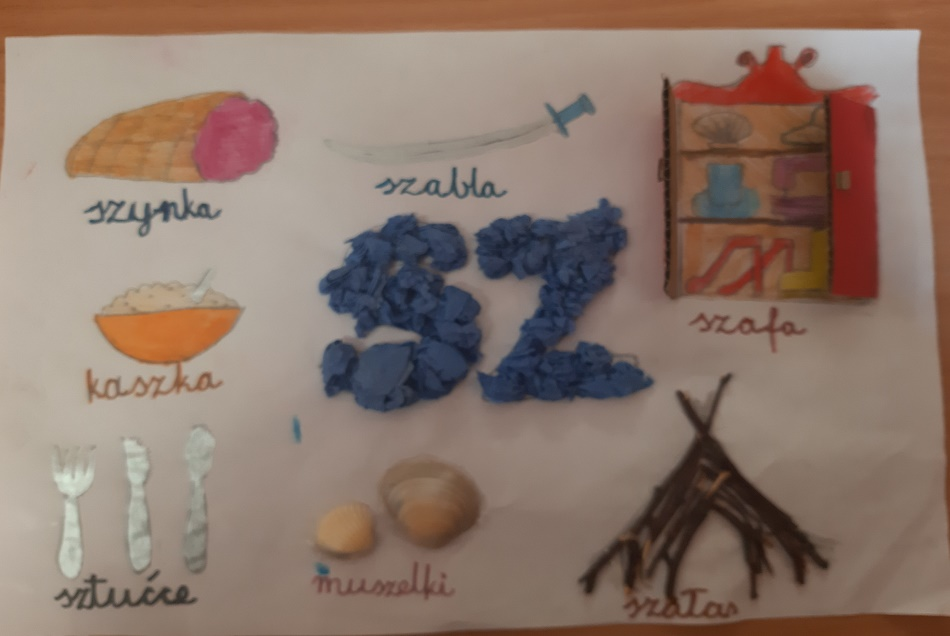 szynka
szabla
SZ
szafa
kaszka
sztućce
muszelki
szałas